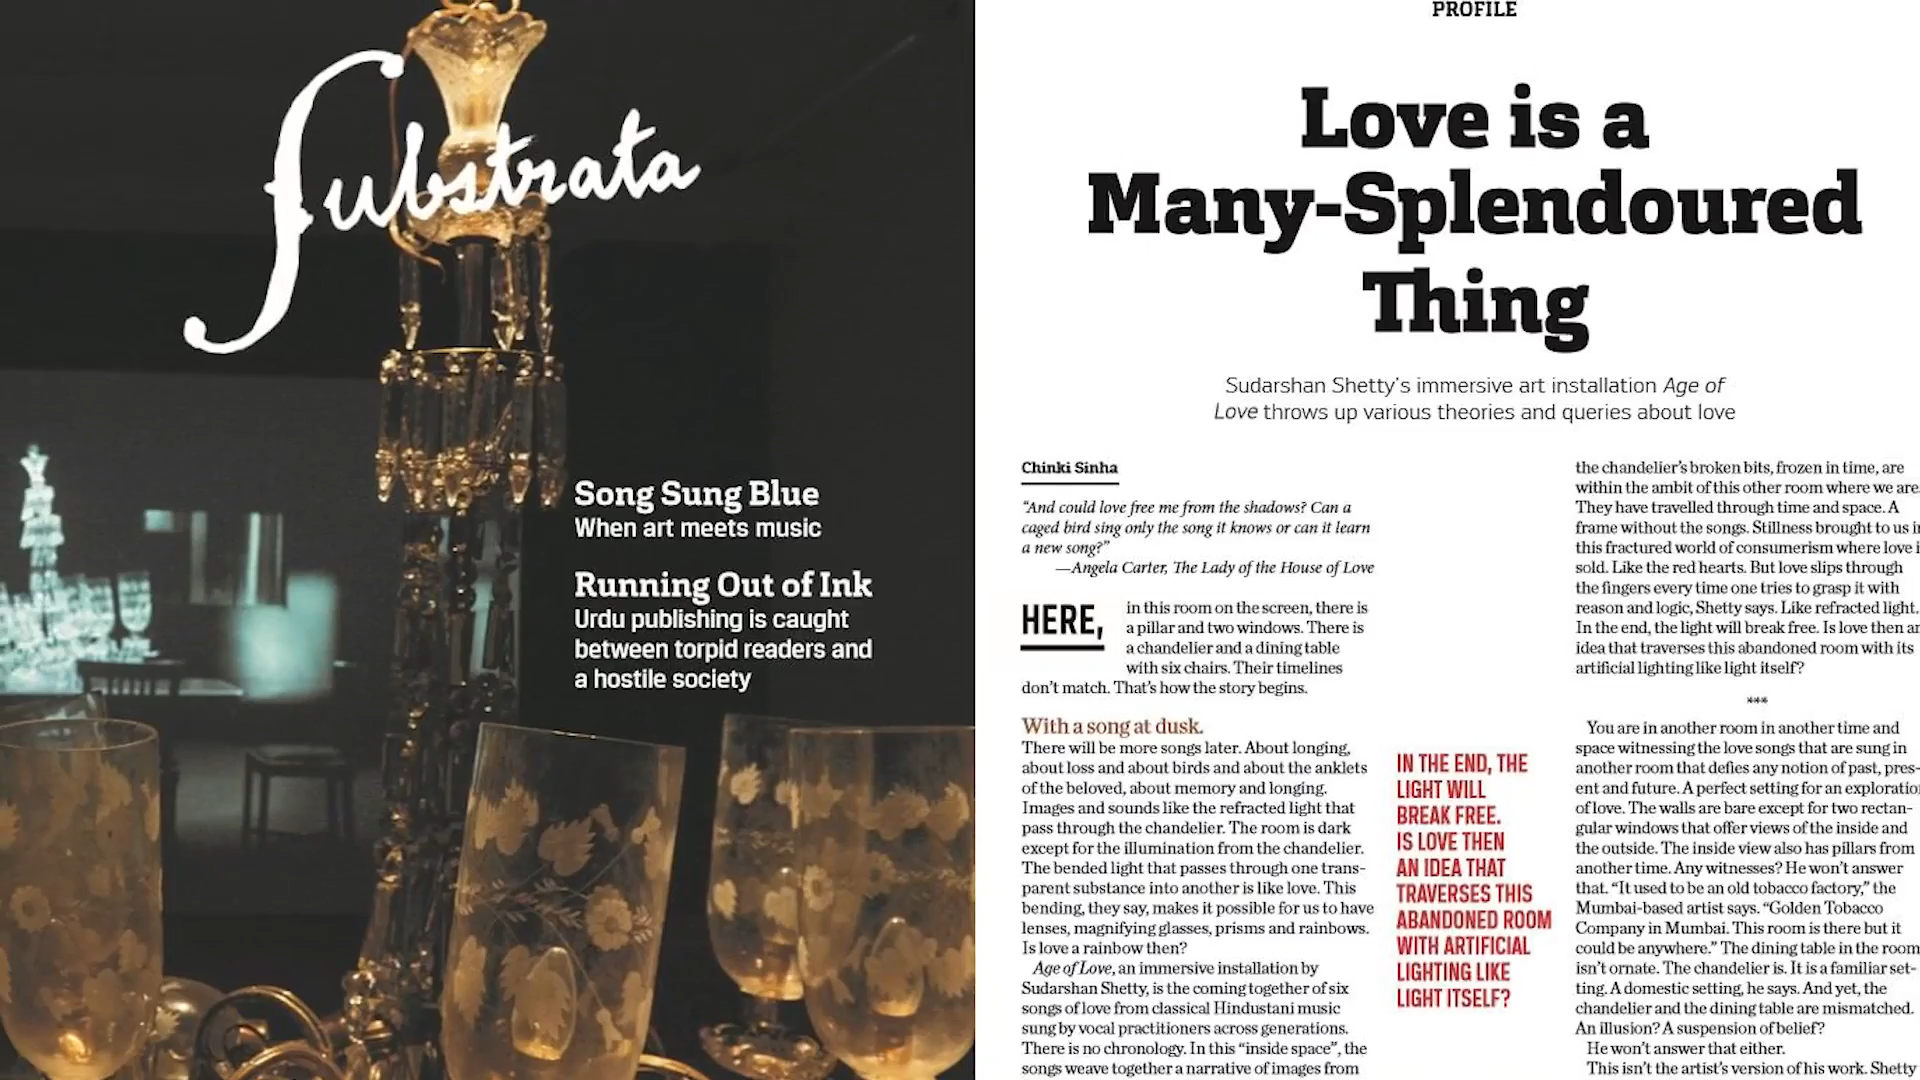 Substrata
Song Sung Blue
When art meets music
Running Out of Ink
Urdu publishing is caught
between torpid readers and
a hostile society
PROFILE
Love is a
Many-Splendoured
Thing
Sudarshan Shetty’s immersive art installation Age of
Love throws up various theories and queries about love
Chinki Sinha
“And could love free me from the shadows? Can a
caged bird sing only the song it knows or can it learn
a new song?”
—Angela Carter, The Lady of the House of Love
HERE, in this room on the screen, there is
a pillar and two windows. There is
a chandelier and a dining table
with six chairs. Their timelines
don’t match. That’s how the story begins.
With a song at dusk.
There will be more songs later. About longing,
about loss and about birds and about the anklets
of the beloved, about memory and longing.
Images and sounds like the refracted light that
pass through the chandelier. The room is dark
except for the illumination from the chandelier.
The bended light that passes through one trans-
parent substance into another is like love. This
bending, they say, makes it possible for us to have
lenses, magnifying glasses, prisms and rainbows.
Is love a rainbow then?
Age of Love, an immersive installation by
Sudarshan Shetty, is the coming together of six
songs of love from classical Hindustani music
sung by vocal practitioners across generations.
There is no chronology. In this “inside space”, the
songs weave together a narrative of images from
IN THE END, THE
LIGHT WILL
BREAK FREE.
IS LOVE THEN
AN IDEA THAT
TRAVERSES THIS
ABANDONED ROOM
WITH ARTIFICIAL
LIGHTING LIKE
LIGHT ITSELF?
the chandelier’s broken bits, frozen in time, are
within the ambit of this other room where we are.
They have travelled through time and space. A
frame without the songs. Stillness brought to us in
this fractured world of consumerism where love i
sold. Like the red hearts. But love slips through
the fingers every time one tries to grasp it with
reason and logic, Shetty says. Like refracted light.
In the end, the light will break free. Is love then an
idea that traverses this abandoned room with its
artificial lighting like light itself?
***
You are in another room in another time and
space witnessing the love songs that are sung in
another room that defies any notion of past, pres-
ent and future. A perfect setting for an exploration
of love. The walls are bare except for two rectan-
gular windows that offer views of the inside and
the outside. The inside view also has pillars from
another time. Any witnesses? He won’t answer
that. “It used to be an old tobacco factory,” the
Mumbai-based artist says. “Golden Tobacco
Company in Mumbai. This room is there but it
could be anywhere.” The dining table in the room
isn’t ornate. The chandelier is. It is a familiar set-
ting. A domestic setting, he says. And yet, the
chandelier and the dining table are mismatched.
An illusion? A suspension of belief?
He won’t answer that either.
This isn’t the artist’s version of his work. Shetty